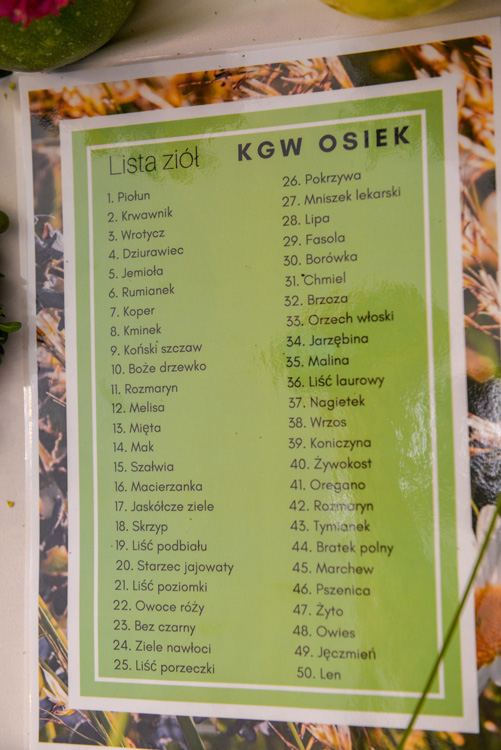 Lista ziół
KGW OSIEK
1. Piołun
2. Krwawnik
3. Wrotycz
4. Dziurawiec
5. Jemioła
6. Rumianek
7. Koper
8. Kminek
9. Koński szczaw
10. Boże drzewko
11. Rozmaryn
12. Melisa
13. Mięta
14. Mak
15. Szałwia
16. Macierzanka
17. Jaskółcze ziele
18. Skrzyp
19. Liść podbiału
20. Starzec jajowaty
21. Liść poziomki
22. Owoce róży
23. Bez czarny
24. Ziele nawłoci
25. Liść porzeczki
26. Pokrzywa
27. Mniszek lekarski
28. Lipa
29. Fasola
30. Borówka
31. Chmiel
32. Brzoza
33. Orzech włoski
34. Jarzębina
35. Malina
36. Liść laurowy
37. Nagietek
38. Wrzos
39. Koniczyna
40. Żywokost
41. Oregano
42. Rozmaryn
43. Tymianek
44. Bratek polny
45. Marchew
46. Pszenica
47. Żyto
48. Owies
49. Jęczmień
50. Len